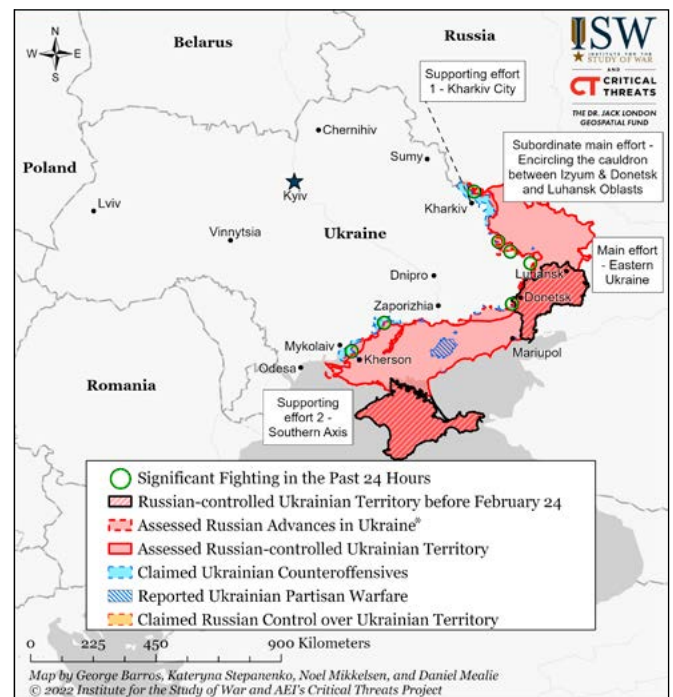 N
W E
S
Belarus
Russia
ISW
INSTITUTE FOR THE
STUDY OF WAR
AND
CT CRITICAL
THREATS
THE DR. JACK LONDON
GEOSPATIAL FUND
Supporting effort
1 - Kharkiv City
Chernihiv
Sumy
Subordinate main effort -
Encircling the cauldron
between Izyum & Donetsk
and Luhansk Oblasts
Poland
Kyiv
Lviv
Kharkiv
Vinnytsia
Ukraine
Main effort
- Eastern
Ukraine
Luhansk
Dnipro
Donetsk
Zaporizhia
Mykolaiv
Mariupol
Kherson
Odesa
Romania
Supporting
effort 2 -
Southern Axis
Significant Fighting in the Past 24 Hours
Russian-controlled Ukrainian Territory before February 24
Assessed Russian Advances in Ukraine*
Assessed Russian-controlled Ukrainian Territory
Claimed Ukrainian Counteroffensives
Reported Ukrainian Partisan Warfare
Claimed Russian Control over Ukrainian Territory
0 225 450 900 Kilometers
Map by George Barros, Kateryna Stepanenko, Noel Mikkelsen, and Daniel Mealie
© 2022 Institute for the Study of War and AEI's Critical Threats Project